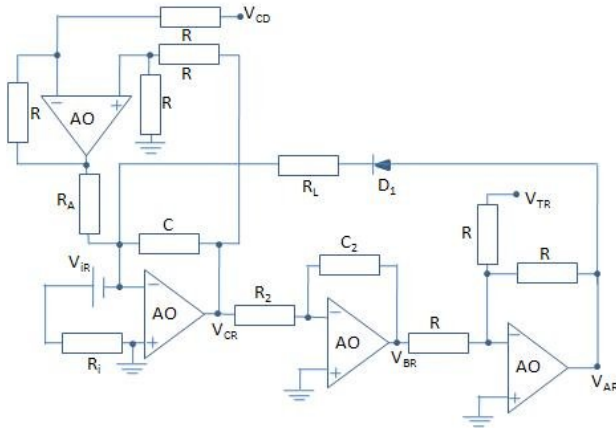 V_CD
R
R
R
R
AO
R_A
R_L
D_1
V_TR
C
R
R
V_iR
C_2
AO
R_2
R_i
V_CR
AO
V_BR
R
AO
V_AR